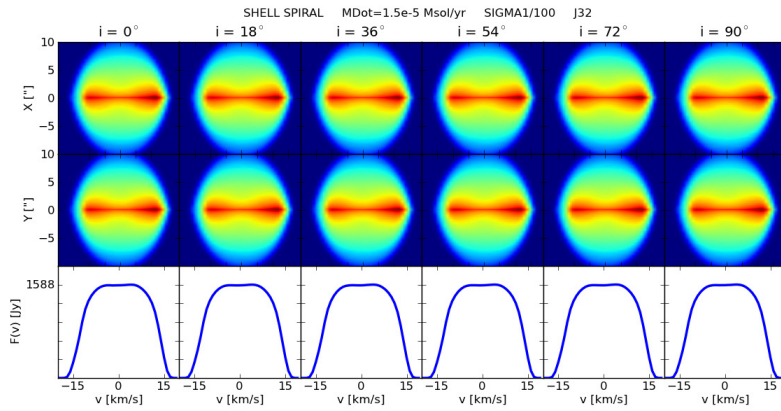 SHELL SPIRAL MDot=1.5e-5 Msol/yr SIGMA1/100 J32
i = 0° i = 18° i = 36° i = 54° i = 72° i = 90°
10
5
0
−5
X ["]
10
5
0
−5
Y ["]
1588
F(v) [Jy]
−15 0 15 −15 0 15 −15 0 15 −15 0 15 −15 0 15 −15 0 15
v [km/s] v [km/s] v [km/s] v [km/s] v [km/s] v [km/s]